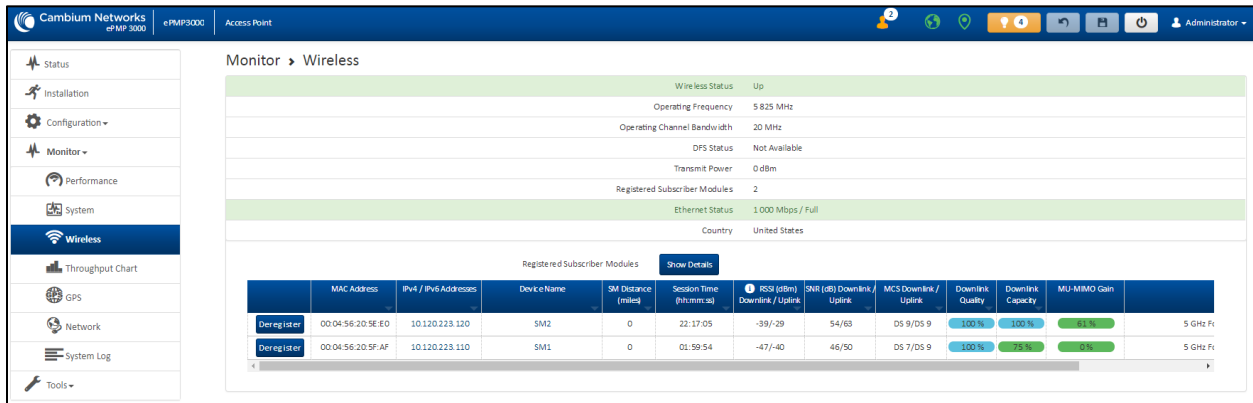 Cambium Networks ePMP3000 Access Point 2 4 Administrator
ePMP 3000
Status
Installation
Configuration
Monitor
Performance
System
Wireless
Throughput Chart
GPS
Network
System Log
Tools
Monitor > Wireless
Wireless Status Up
Operating Frequency 5825 MHz
Operating Channel Bandwidth 20 MHz
DFS Status Not Available
Transmit Power 0 dBm
Registered Subscriber Modules 2
Ethernet Status 1000 Mbps / Full
Country United States
Registered Subscriber Modules Show Details
MAC Address IPv4 / IPv6 Addresses Device Name SM Distance (miles) Session Time (hh:mm:ss) RSSI (dBm) Downlink / Uplink SNR (dB) Downlink / Uplink MCS Downlink / Uplink Downlink Quality Downlink Capacity MU-MIMO Gain
Deregister 00:04:56:20:5E:E0 10.120.223.120 SM2 0 22:17:05 -39/-29 54/63 DS 9/DS 9 100 % 100 % 61 % 5 GHz Fo
Deregister 00:04:56:20:5F:AF 10.120.223.110 SM1 0 01:59:54 -47/-40 46/50 DS 7/DS 9 100 % 75 % 0 % 5 GHz Fo